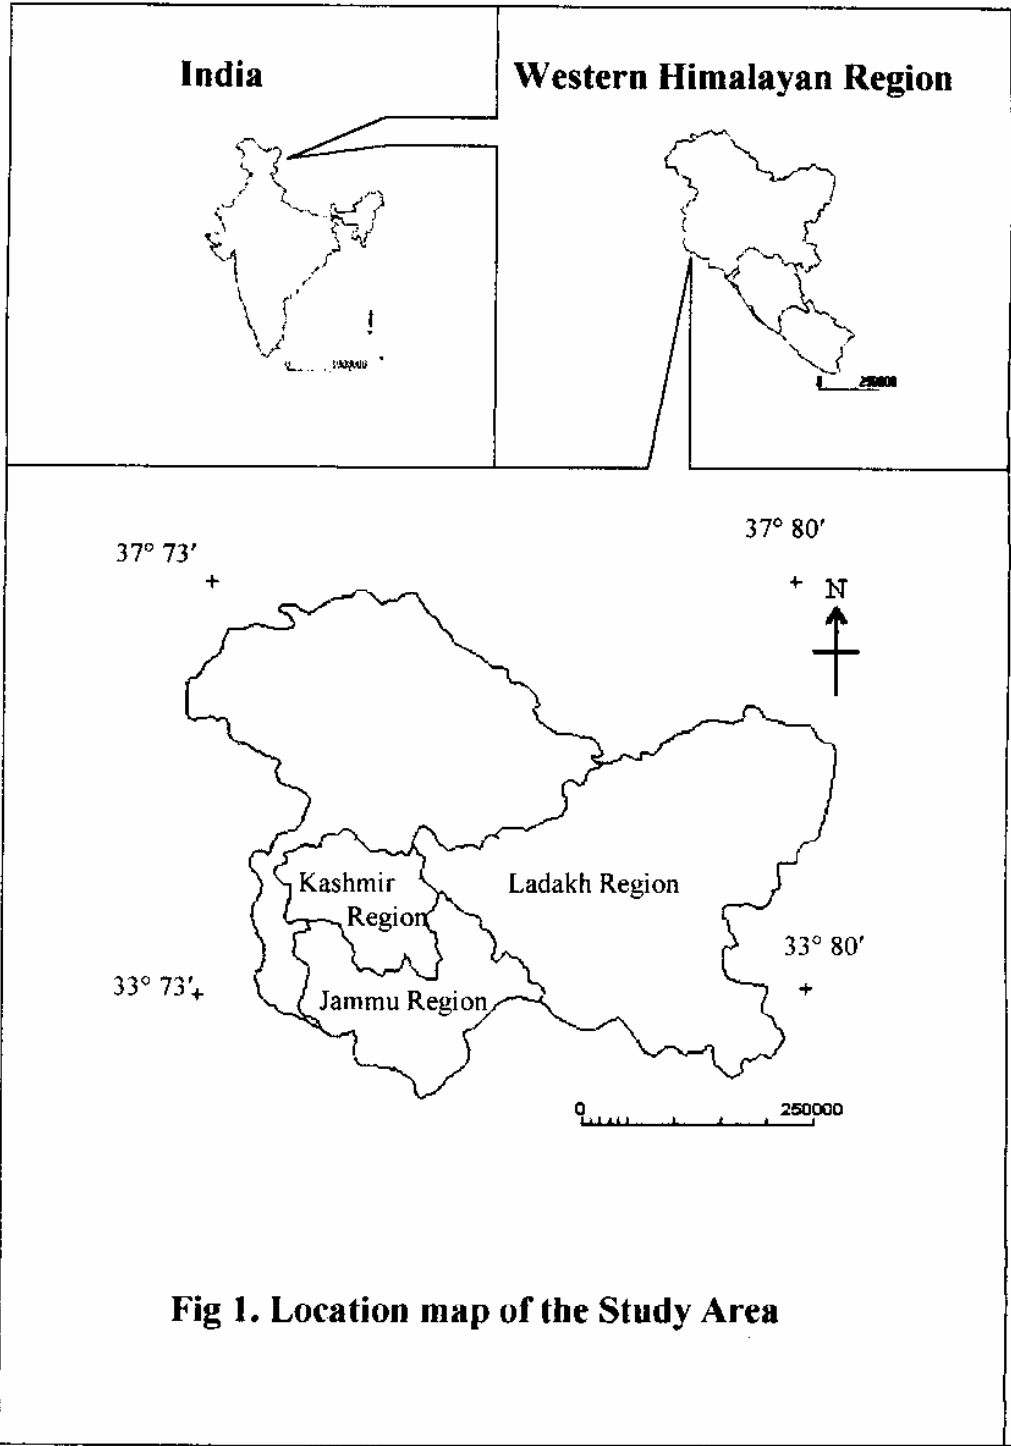 India
Western Himalayan Region
250000
37° 73′
37° 80′
N
Kashmir
Region
Ladakh Region
33° 80′
33° 73′
Jammu Region
0 250000
Fig 1. Location map of the Study Area